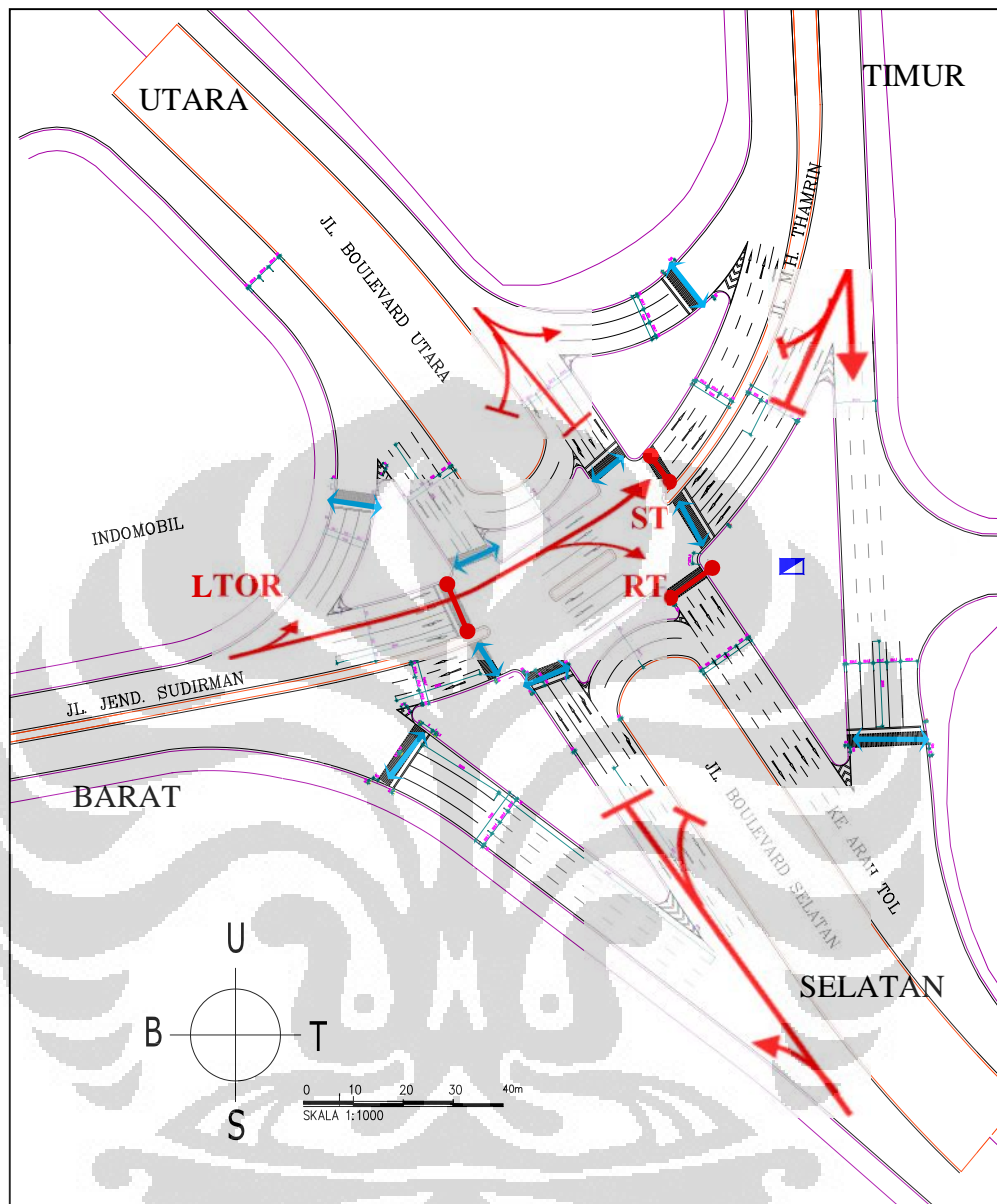 UTARA
TIMUR
JL. BOULEVARD UTARA
JL. M.H. THAMRIN
INDOMOBIL
LTOR
ST
RT
JL. JEND. SUDIRMAN
BARAT
JL. BOULEVARD SELATAN
KE ARAH TOL
SELATAN
U
B
T
S
0 10 20 30 40m
SKALA 1:1000